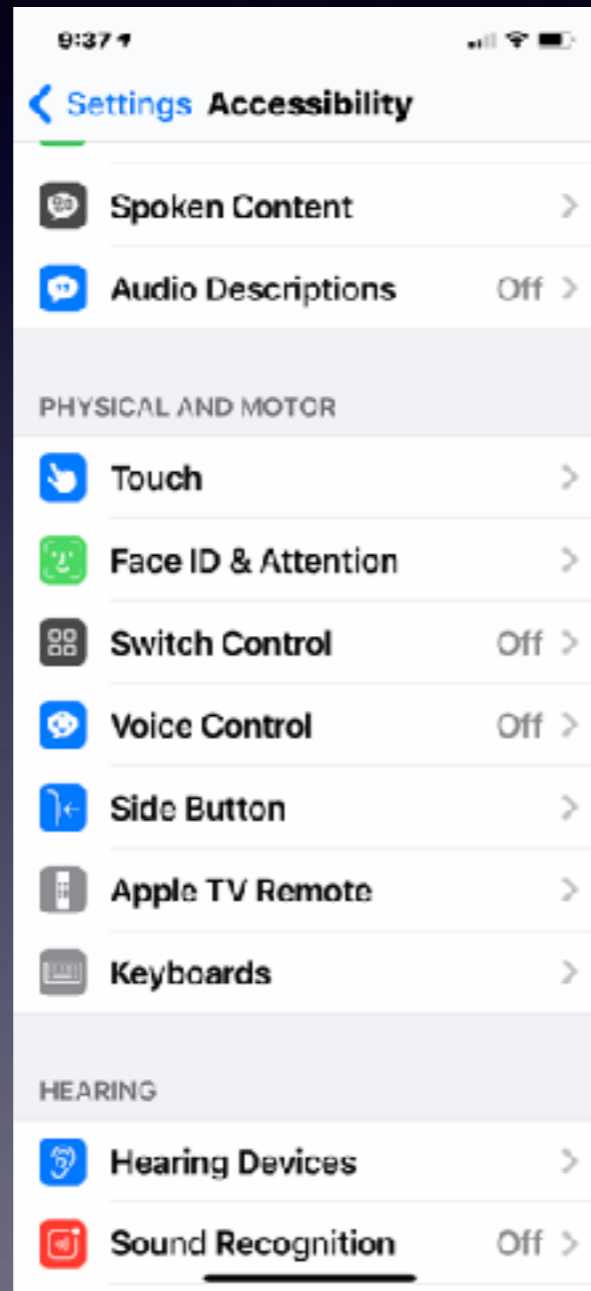 9:37
Settings Accessibility
Spoken Content
Audio Descriptions Off
PHYSICAL AND MOTOR
Touch
Face ID & Attention
Switch Control Off
Voice Control Off
Side Button
Apple TV Remote
Keyboards
HEARING
Hearing Devices
Sound Recognition Off